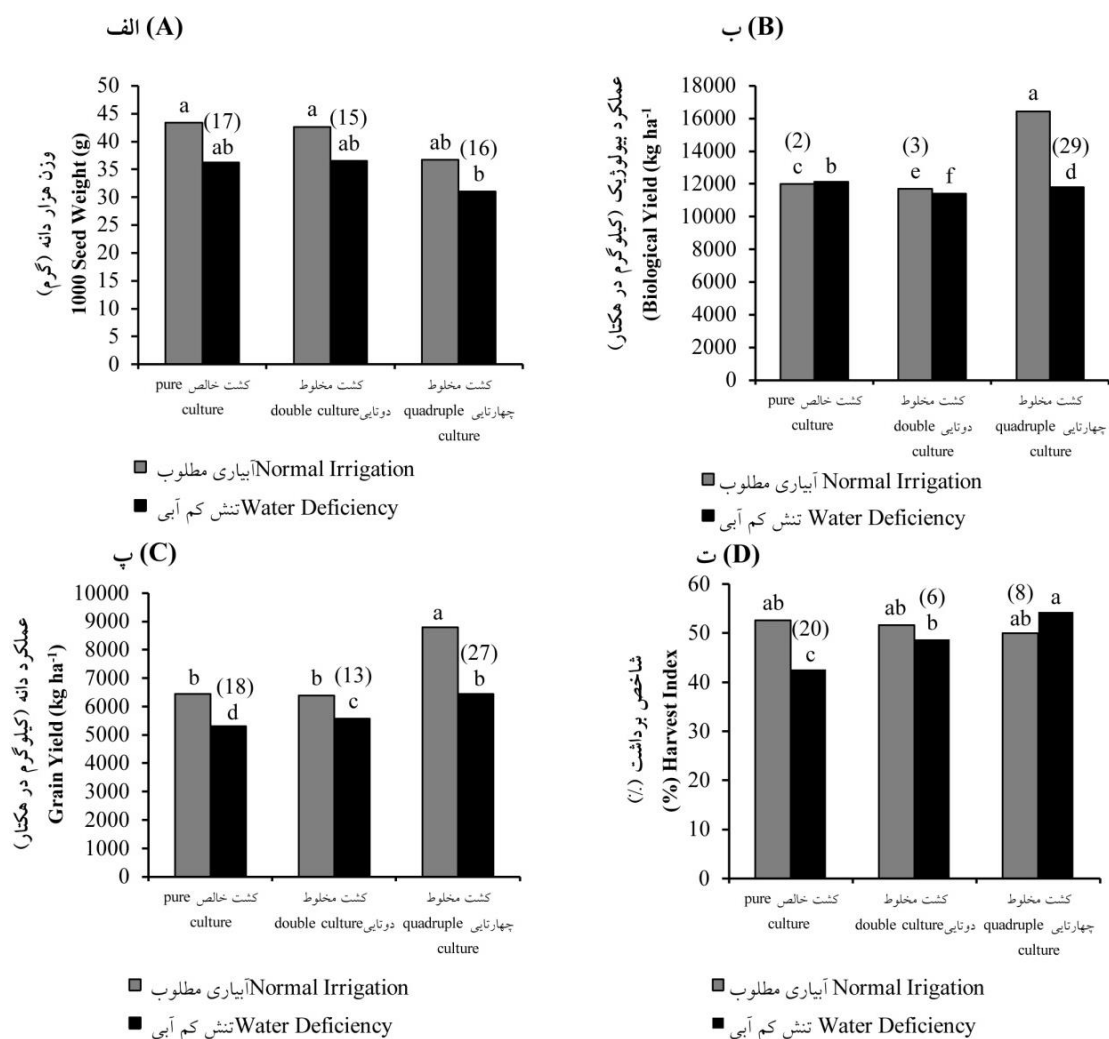 الف (A)
وزن هزار دانه (گرم)
1000 Seed Weight (g)
50
45
40
35
30
25
20
15
10
5
0
a
(17)
ab
a
(15)
ab
ab
(16)
b
کشت خالص pure
culture
کشت مخلوط
دوتایی double culture
کشت مخلوط
چهارتایی quadruple
culture
آبیاری مطلوب Normal Irrigation
تنش کم آبی Water Deficiency
ب (B)
عملکرد بیولوژیک (کیلوگرم در هکتار)
(Biological Yield (kg ha-1)
18000
16000
14000
12000
10000
8000
6000
4000
2000
0
(2)
c
b
(3)
e
f
a
(29)
d
کشت خالص pure
culture
کشت مخلوط
دوتایی double
culture
کشت مخلوط
چهارتایی quadruple
culture
آبیاری مطلوب Normal Irrigation
تنش کم آبی Water Deficiency
پ (C)
عملکرد دانه (کیلوگرم در هکتار)
Grain Yield (kg ha-1)
10000
9000
8000
7000
6000
5000
4000
3000
2000
1000
0
b
(18)
d
b
(13)
c
a
(27)
b
کشت خالص pure
culture
کشت مخلوط
دوتایی double culture
کشت مخلوط
چهارتایی quadruple
culture
آبیاری مطلوب Normal Irrigation
تنش کم آبی Water Deficiency
ت (D)
شاخص برداشت (٪)
(%) Harvest Index
60
50
40
30
20
10
0
ab
(20)
c
ab
(6)
b
(8)
ab
a
کشت خالص pure
culture
کشت مخلوط
دوتایی double culture
کشت مخلوط
چهارتایی quadruple
culture
آبیاری مطلوب Normal Irigation
تنش کم آبی Water Deficiency